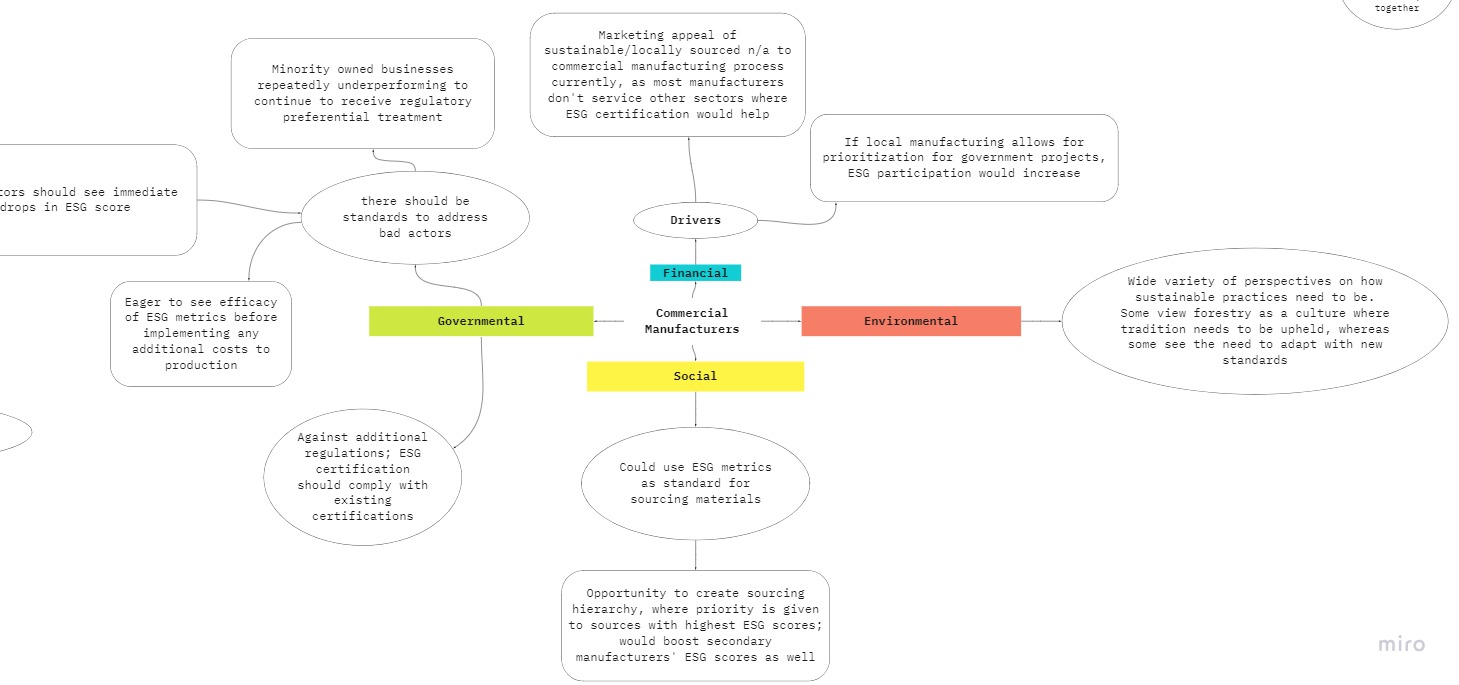 together
Marketing appeal of
sustainable/locally sourced n/a to
commercial manufacturing process
currently, as most manufacturers
don't service other sectors where
ESG certification would help
Minority owned businesses
repeatedly underperforming to
continue to receive regulatory
preferential treatment
If local manufacturing allows for
prioritization for government projects,
ESG participation would increase
tors should see immediate
drops in ESG score
there should be
standards to address
bad actors
Drivers
Financial
Eager to see efficacy
of ESG metrics before
implementing any
additional costs to
production
Governmental
Commercial
Manufacturers
Environmental
Wide variety of perspectives on how
sustainable practices need to be.
Some view forestry as a culture where
tradition needs to be upheld, whereas
some see the need to adapt with new
standards
Social
Against additional
regulations; ESG
certification
should comply with
existing
certifications
Could use ESG metrics
as standard for
sourcing materials
Opportunity to create sourcing
hierarchy, where priority is given
to sources with highest ESG scores;
would boost secondary
manufacturers' ESG scores as well
miro